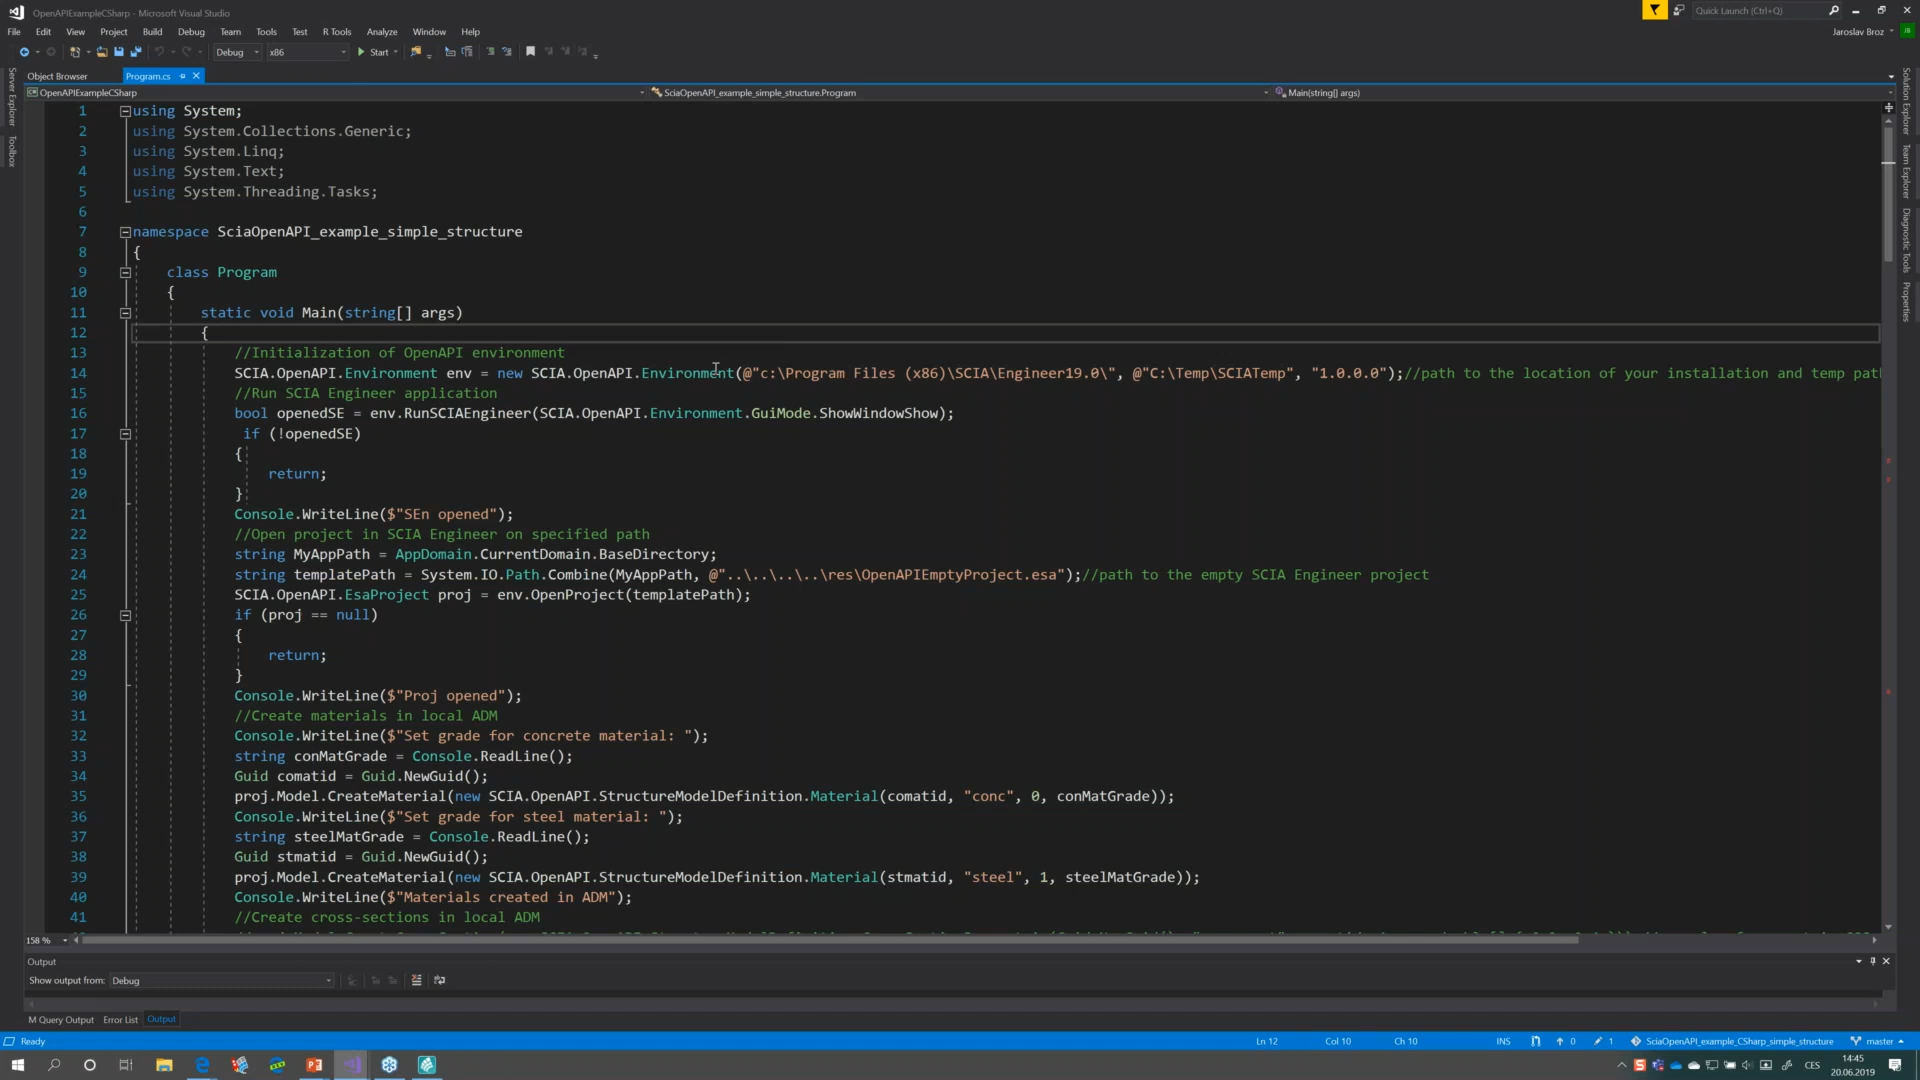 OpenAPIExampleCSharp - Microsoft Visual Studio
Quick Launch (Ctrl+Q)
File Edit View Project Build Debug Team Tools Test R Tools Analyze Window Help
Jaroslav Broz JB
Debug x86 Start
Object Browser Program.cs
OpenAPIExampleCSharp SciaOpenAPI_example_simple_structure.Program Main(string[] args)
Server Explorer
Toolbox
Solution Explorer
Team Explorer
Diagnostic Tools
Properties
1 using System;
2 using System.Collections.Generic;
3 using System.Linq;
4 using System.Text;
5 using System.Threading.Tasks;
6
7 namespace SciaOpenAPI_example_simple_structure
8 {
9 class Program
10 {
11 static void Main(string[] args)
12 {
13 //Initialization of OpenAPI environment
14 SCIA.OpenAPI.Environment env = new SCIA.OpenAPI.Environment(@"c:\Program Files (x86)\SCIA\Engineer19.0\", @"C:\Temp\SCIATemp", "1.0.0.0");//path to the location of your installation and temp pat
15 //Run SCIA Engineer application
16 bool openedSE = env.RunSCIAEngineer(SCIA.OpenAPI.Environment.GuiMode.ShowWindowShow);
17 if (!openedSE)
18 {
19 return;
20 }
21 Console.WriteLine($"SEn opened");
22 //Open project in SCIA Engineer on specified path
23 string MyAppPath = AppDomain.CurrentDomain.BaseDirectory;
24 string templatePath = System.IO.Path.Combine(MyAppPath, @"..\..\..\..\res\OpenAPIEmptyProject.esa");//path to the empty SCIA Engineer project
25 SCIA.OpenAPI.EsaProject proj = env.OpenProject(templatePath);
26 if (proj == null)
27 {
28 return;
29 }
30 Console.WriteLine($"Proj opened");
31 //Create materials in local ADM
32 Console.WriteLine($"Set grade for concrete material: ");
33 string conMatGrade = Console.ReadLine();
34 Guid comatid = Guid.NewGuid();
35 proj.Model.CreateMaterial(new SCIA.OpenAPI.StructureModelDefinition.Material(comatid, "conc", 0, conMatGrade));
36 Console.WriteLine($"Set grade for steel material: ");
37 string steelMatGrade = Console.ReadLine();
38 Guid stmatid = Guid.NewGuid();
39 proj.Model.CreateMaterial(new SCIA.OpenAPI.StructureModelDefinition.Material(stmatid, "steel", 1, steelMatGrade));
40 Console.WriteLine($"Materials created in ADM");
41 //Create cross-sections in local ADM
158 %
Output
Show output from: Debug
M Query Output Error List Output
Ready Ln 12 Col 10 Ch 10 INS 0 1 SciaOpenAPI_example_CSharp_simple_structure master
CES 14:45
20.06.2019